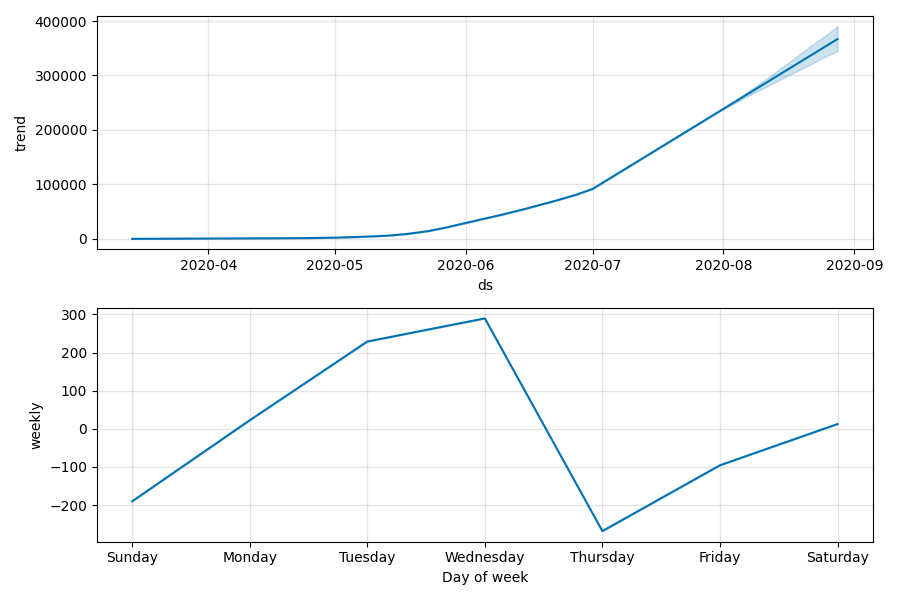 400000
300000
200000
100000
0
trend
2020-04 2020-05 2020-06 2020-07 2020-08 2020-09
ds
300
200
100
0
−100
−200
weekly
Sunday Monday Tuesday Wednesday Thursday Friday Saturday
Day of week